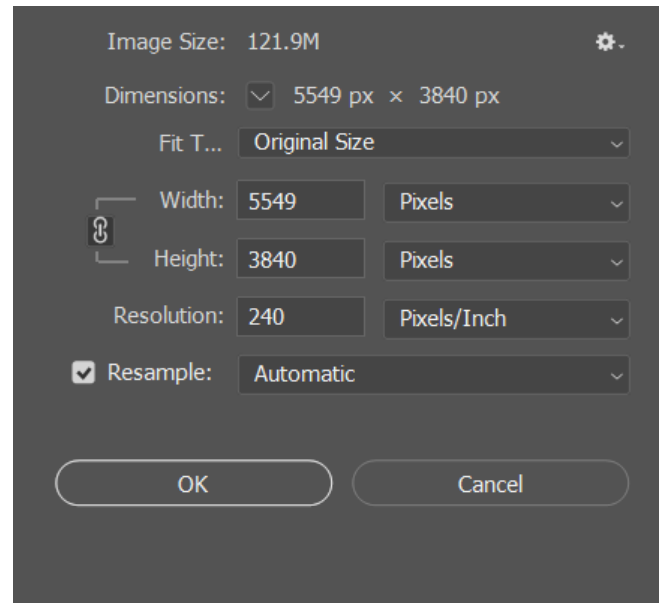 Image Size: 121.9M
Dimensions: 5549 px × 3840 px
Fit T... Original Size
Width: 5549 Pixels
Height: 3840 Pixels
Resolution: 240 Pixels/Inch
Resample: Automatic
OK Cancel